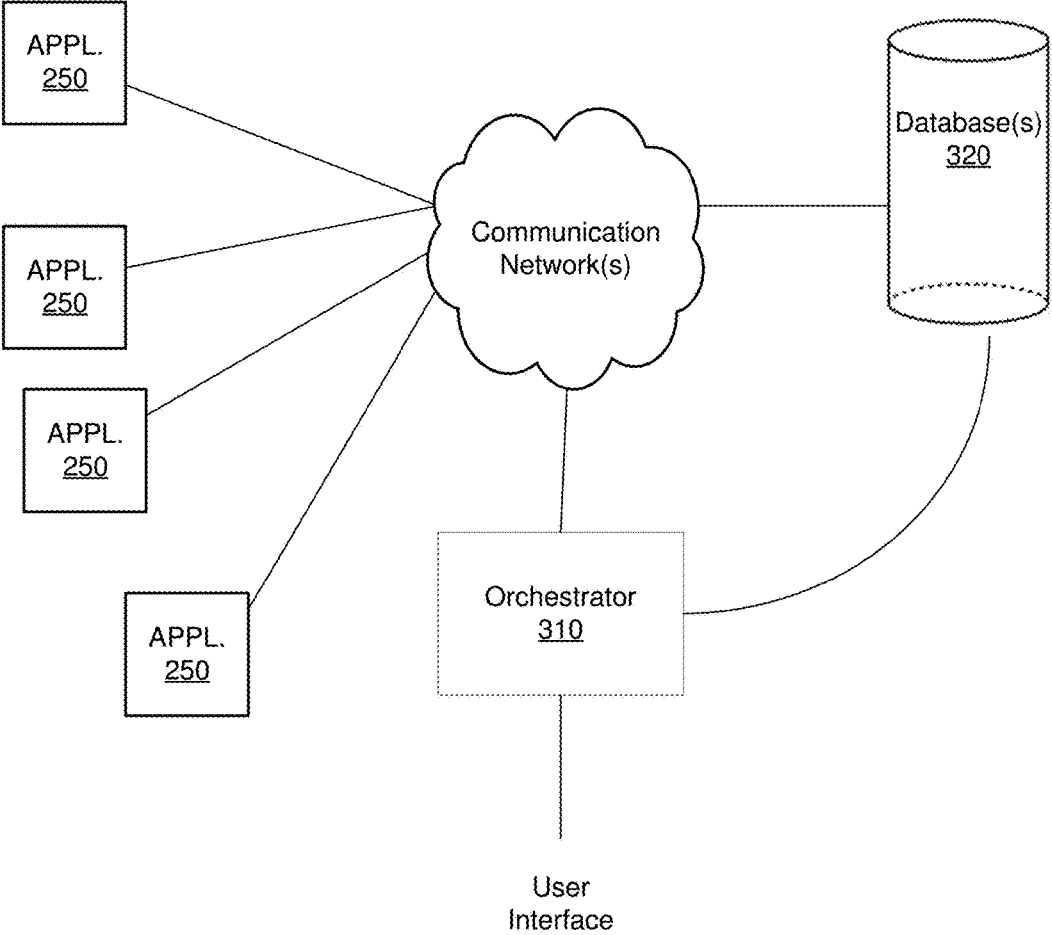 APPL.
250
Database(s)
320
Communication
Network(s)
APPL.
250
APPL.
250
Orchestrator
310
APPL.
250
User
Interface